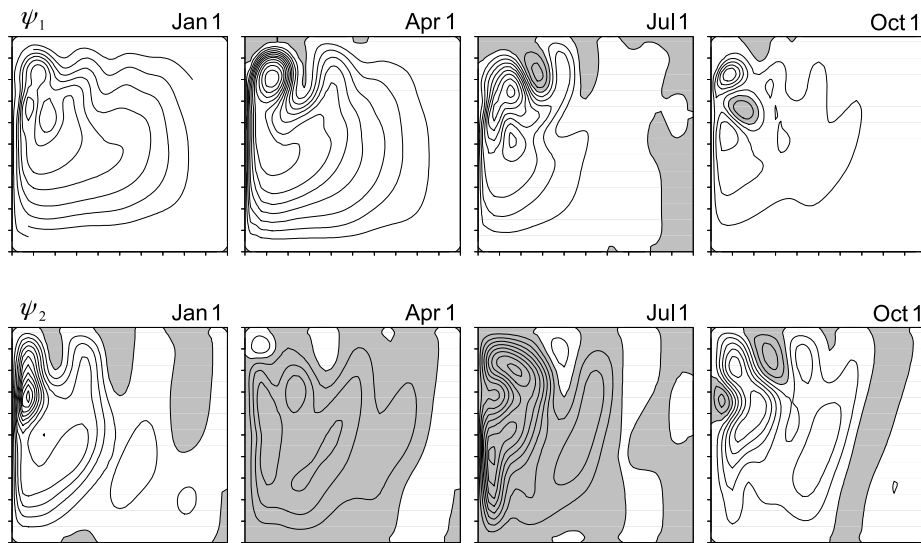 ψ₁ Jan 1 Apr 1 Jul 1 Oct 1
ψ₂ Jan 1 Apr 1 Jul 1 Oct 1